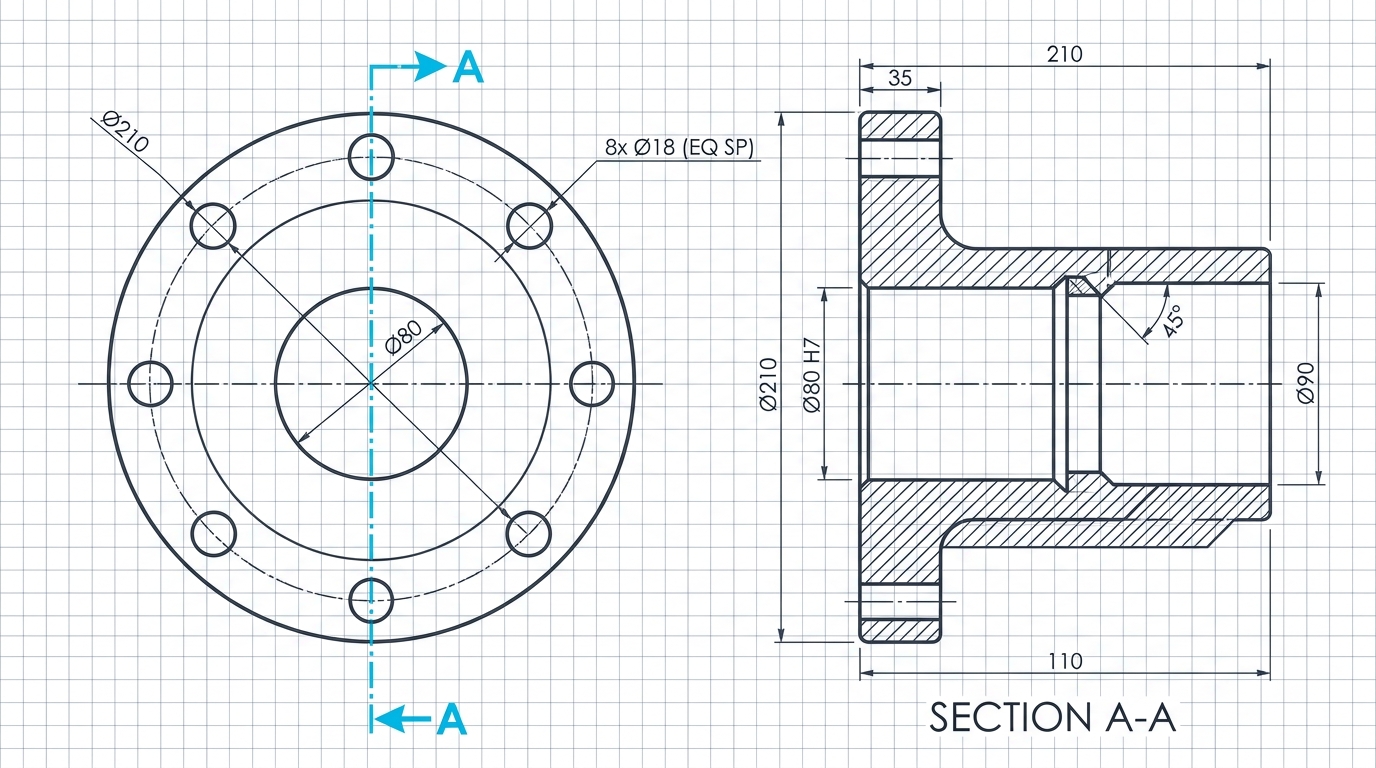 A
Ø210
8x Ø18 (EQ SP)
Ø80
A
210
35
Ø210
Ø80 H7
45°
Ø90
110
SECTION A-A